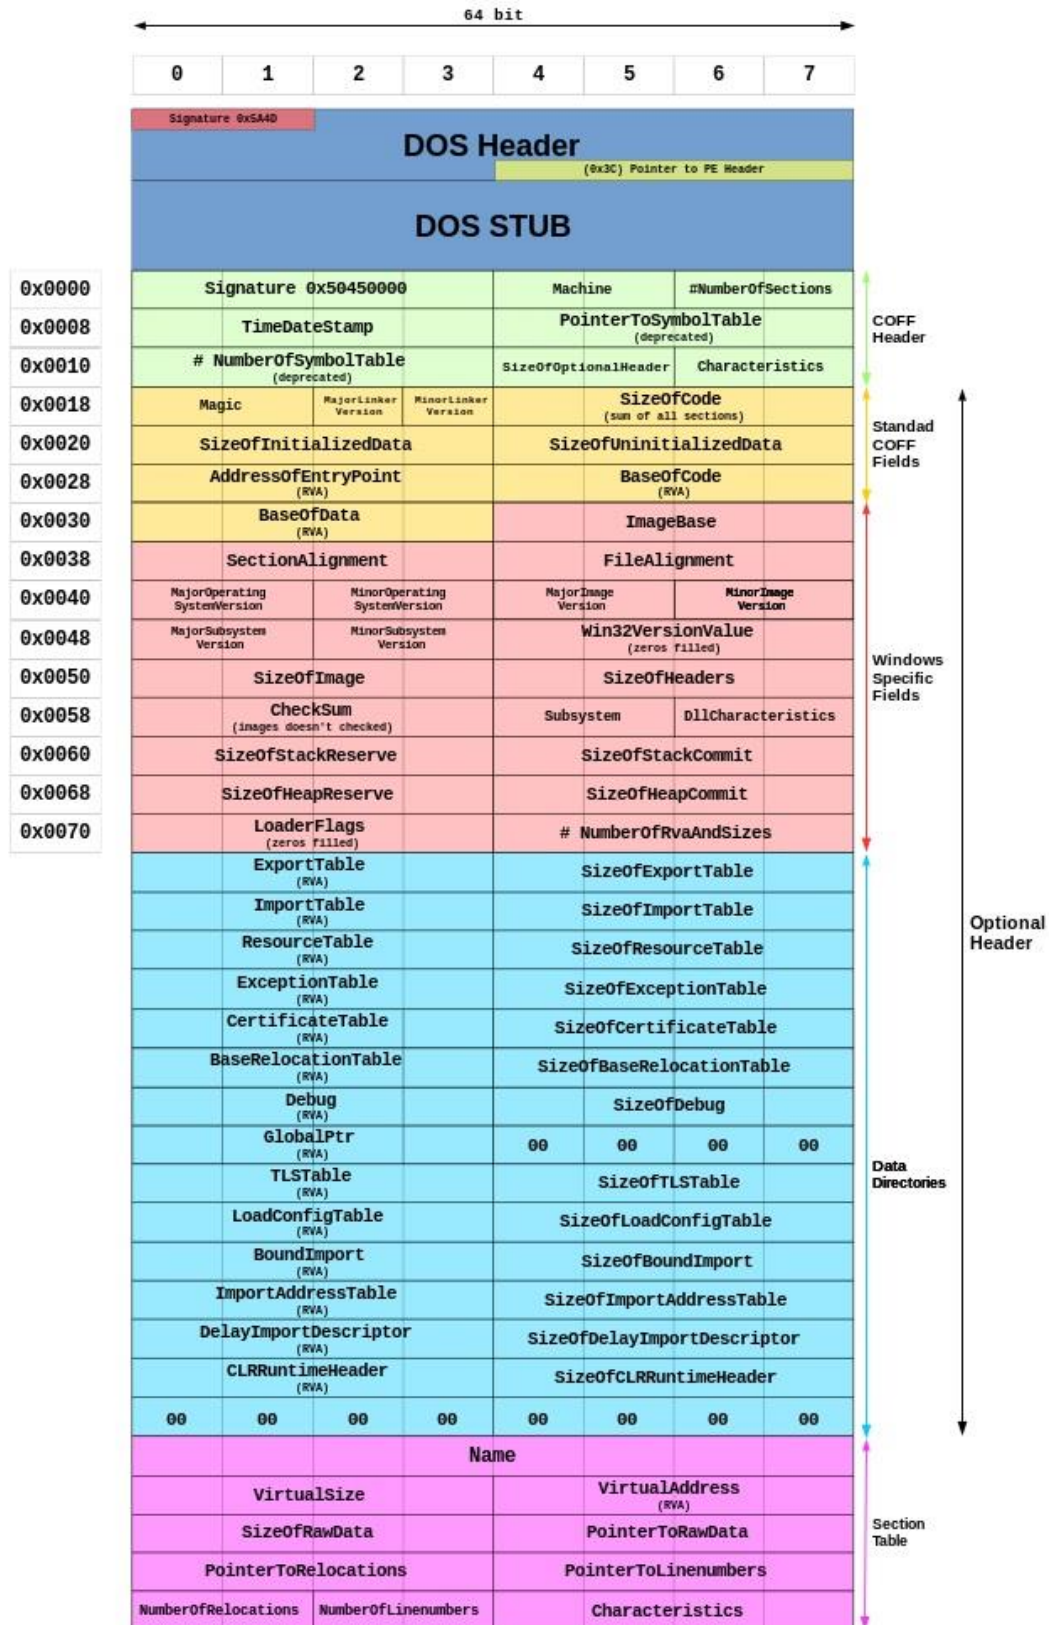 64 bit
0 1 2 3 4 5 6 7
Signature 0x5A4D
DOS Header
(0x3C) Pointer to PE Header
DOS STUB
0x0000 Signature 0x50450000 Machine #NumberOfSections
0x0008 TimeDateStamp PointerToSymbolTable
(deprecated)
COFF
Header
0x0010 # NumberOfSymbolTable
(deprecated)
SizeOfOptionalHeader Characteristics
0x0018 Magic MajorLinker
Version
MinorLinker
Version
SizeOfCode
(sum of all sections)
Standad
COFF
Fields
0x0020 SizeOfInitializedData SizeOfUninitializedData
0x0028 AddressOfEntryPoint
(RVA)
BaseOfCode
(RVA)
0x0030 BaseOfData
(RVA)
ImageBase
0x0038 SectionAlignment FileAlignment
0x0040 MajorOperating
SystemVersion
MinorOperating
SystemVersion
MajorImage
Version
MinorImage
Version
0x0048 MajorSubsystem
Version
MinorSubsystem
Version
Win32VersionValue
(zeros filled)
Windows
Specific
Fields
0x0050 SizeOfImage SizeOfHeaders
0x0058 CheckSum
(images doesn't checked)
Subsystem DllCharacteristics
0x0060 SizeOfStackReserve SizeOfStackCommit
0x0068 SizeOfHeapReserve SizeOfHeapCommit
0x0070 LoaderFlags
(zeros filled)
# NumberOfRvaAndSizes
ExportTable
(RVA)
SizeOfExportTable
ImportTable
(RVA)
SizeOfImportTable
Optional
Header
ResourceTable
(RVA)
SizeOfResourceTable
ExceptionTable
(RVA)
SizeOfExceptionTable
CertificateTable
(RVA)
SizeOfCertificateTable
BaseRelocationTable
(RVA)
SizeOfBaseRelocationTable
Debug
(RVA)
SizeOfDebug
GlobalPtr
(RVA)
00 00 00 00
Data
Directories
TLSTable
(RVA)
SizeOfTLSTable
LoadConfigTable
(RVA)
SizeOfLoadConfigTable
BoundImport
(RVA)
SizeOfBoundImport
ImportAddressTable
(RVA)
SizeOfImportAddressTable
DelayImportDescriptor
(RVA)
SizeOfDelayImportDescriptor
CLRRuntimeHeader
(RVA)
SizeOfCLRRuntimeHeader
00 00 00 00 00 00 00 00
Name
VirtualSize VirtualAddress
(RVA)
SizeOfRawData PointerToRawData
Section
Table
PointerToRelocations PointerToLinenumbers
NumberOfRelocations NumberOfLinenumbers Characteristics